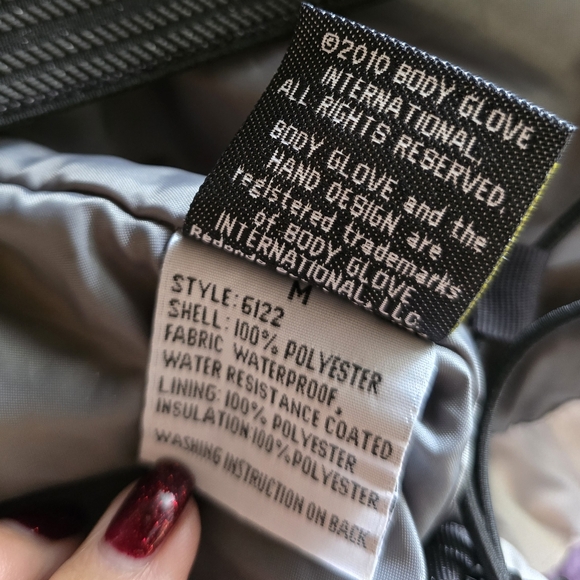 ©2010 BODY GLOVE
INTERNATIONAL,
ALL RIGHTS RESERVED.
BODY GLOVE and the
HAND DESIGN are
registered trademarks
of BODY GLOVE
INTERNATIONAL, LLC.
M
STYLE: 6122
SHELL: 100% POLYESTER
FABRIC WATERPROOF,
WATER RESISTANCE COATED
LINING: 100% POLYESTER
INSULATION 100% POLYESTER
WASHING INSTRUCTION ON BACK